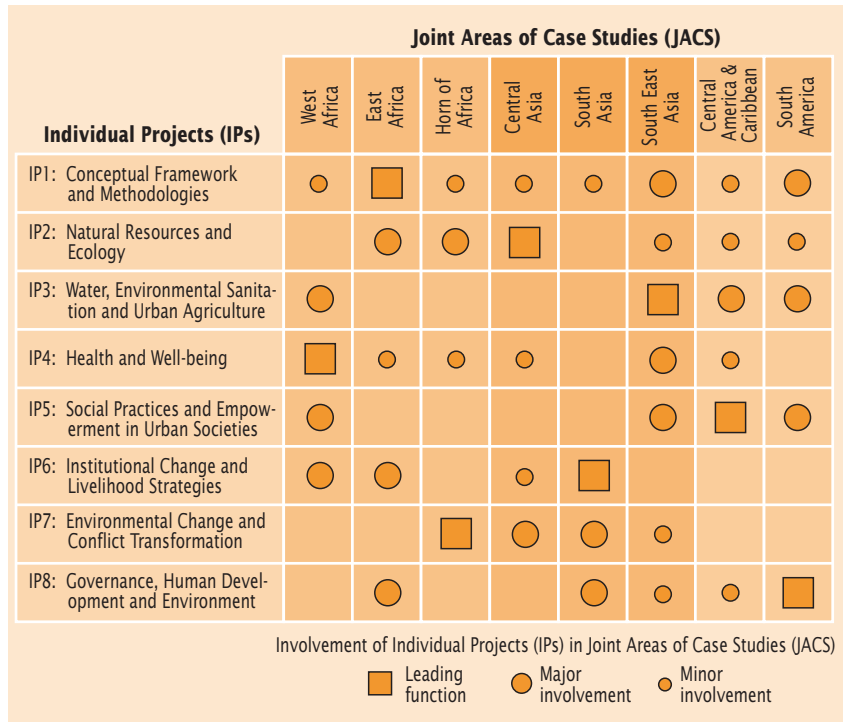 Joint Areas of Case Studies (JACS)
West
Africa
East
Africa
Horn of
Africa
Central
Asia
South
Asia
South East
Asia
Central
America &
Caribbean
South
America
Individual Projects (IPs)
IP1: Conceptual Framework
and Methodologies
IP2: Natural Resources and
Ecology
IP3: Water, Environmental Sanita-
tion and Urban Agriculture
IP4: Health and Well-being
IP5: Social Practices and Empow-
erment in Urban Societies
IP6: Institutional Change and
Livelihood Strategies
IP7: Environmental Change and
Conflict Transformation
IP8: Governance, Human Devel-
opment and Environment
Involvement of Individual Projects (IPs) in Joint Areas of Case Studies (JACS)
Leading
function
Major
involvement
Minor
involvement